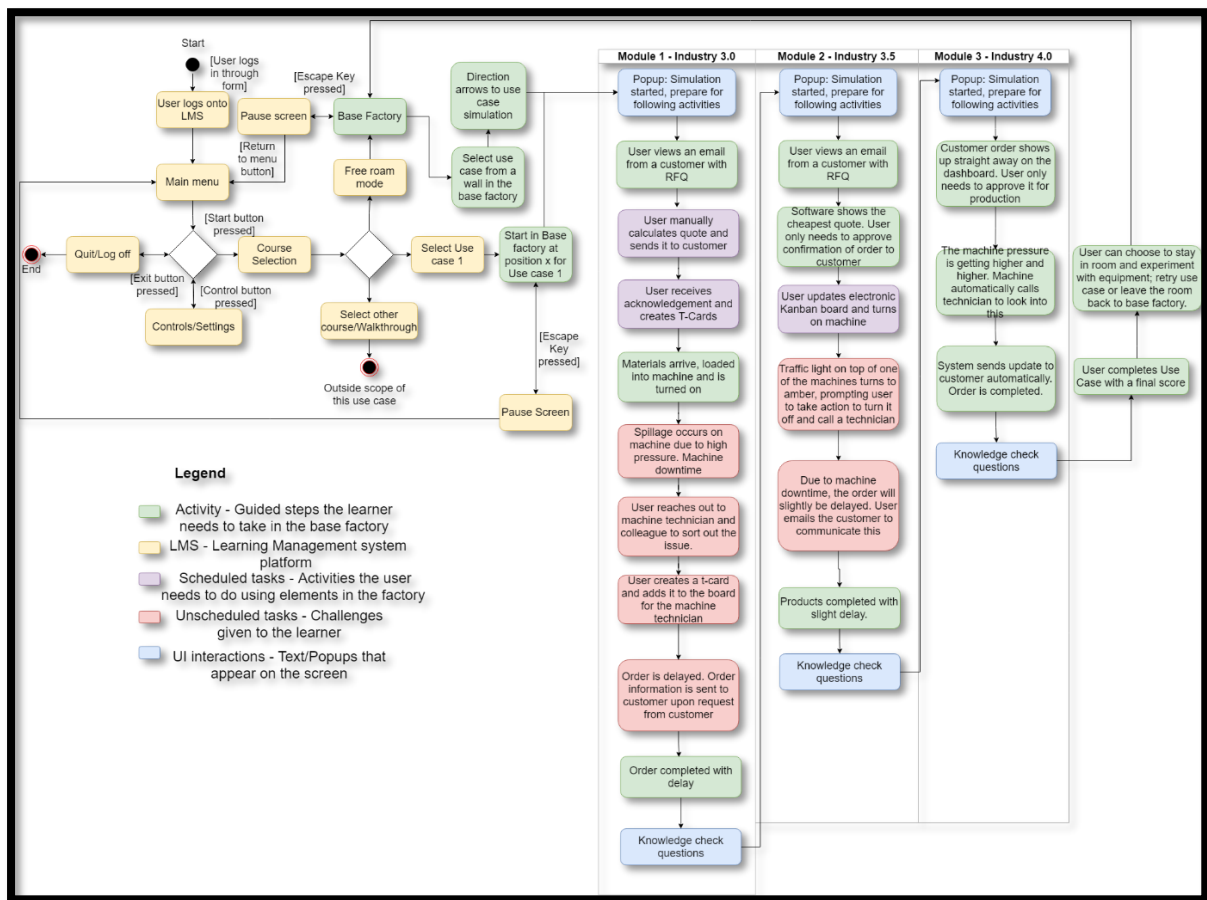 Start
[User logs
in through
form]
User logs onto
LMS
Main menu
[Start button
pressed]
Quit/Log off
End
[Exit button
pressed]
[Control button
pressed]
Controls/Settings
Course
Selection
[Escape Key
pressed]
Pause screen
[Return
to menu
button]
Base Factory
Free roam
mode
Select Use
case 1
Select other
course/Walkthrough
Outside scope of
this use case
Direction
arrows to use
case
simulation
Select use
case from a
wall in the
base factory
Start in Base
factory at
position x for
Use case 1
[Escape
Key
pressed]
Pause Screen
Module 1 - Industry 3.0
Popup: Simulation
started, prepare for
following activities
User views an email
from a customer with
RFQ
User manually
calculates quote and
sends it to customer
User receives
acknowledgement and
creates T-Cards
Materials arrive, loaded
into machine and is
turned on
Spillage occurs on
machine due to high
pressure. Machine
downtime
User reaches out to
machine technician and
colleague to sort out the
issue.
User creates a t-card
and adds it to the board
for the machine
technician
Order is delayed. Order
information is sent to
customer upon request
from customer
Order completed with
delay
Knowledge check
questions
Module 2 - Industry 3.5
Popup: Simulation
started, prepare for
following activities
User views an email
from a customer with
RFQ
Software shows the
cheapest quote. User
only needs to approve
confirmation of order to
customer
User updates electronic
Kanban board and turns
on machine
Traffic light on top of one
of the machines turns to
amber, prompting user
to take action to turn it
off and call a technician
Due to machine
downtime, the order will
slightly be delayed. User
emails the customer to
communicate this
Products completed with
slight delay.
Knowledge check
questions
Module 3 - Industry 4.0
Popup: Simulation
started, prepare for
following activities
Customer order shows
up straight away on the
dashboard. User only
needs to approve it for
production
The machine pressure
is getting higher and
higher. Machine
automatically calls
technician to look into
this
System sends update to
customer automatically.
Order is completed.
Knowledge check
questions
User can choose to stay
in room and experiment
with equipment; retry use
case or leave the room
back to base factory.
User completes Use
Case with a final score
Legend
Activity - Guided steps the learner
needs to take in the base factory
LMS - Learning Management system
platform
Scheduled tasks - Activities the user
needs to do using elements in the factory
Unscheduled tasks - Challenges
given to the learner
UI interactions - Text/Popups that
appear on the screen